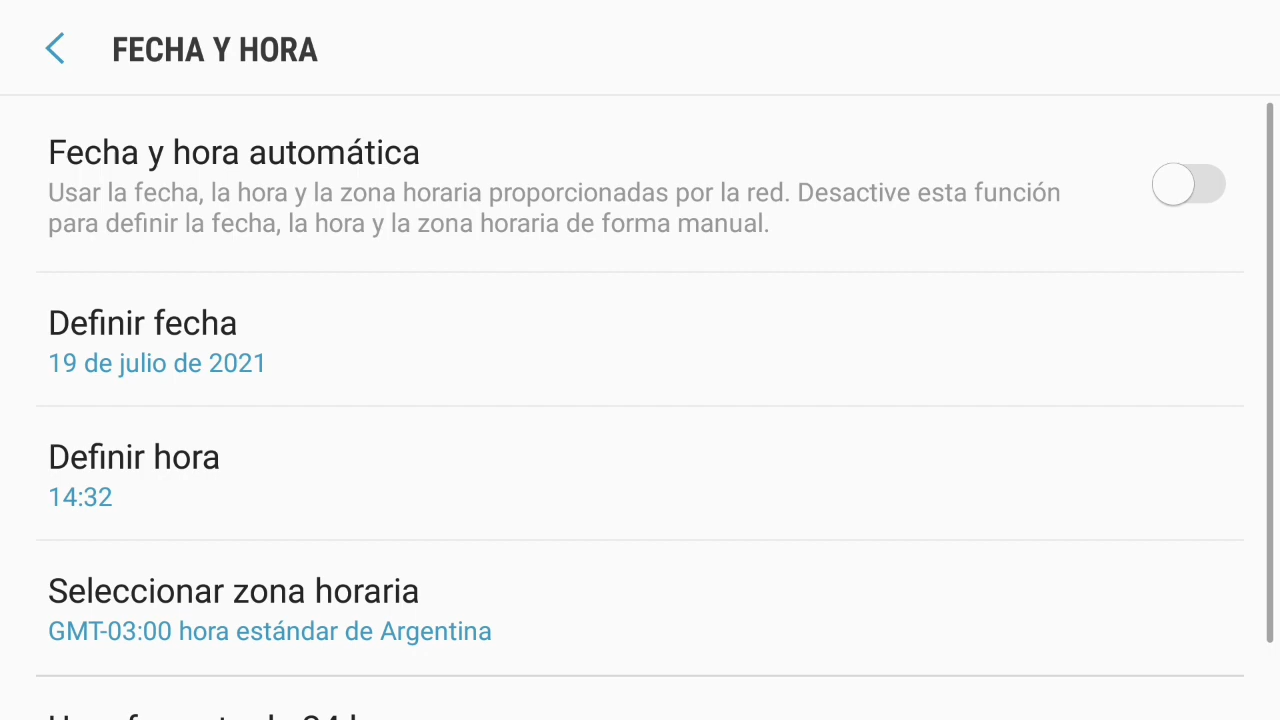 FECHA Y HORA
Fecha y hora automática
Usar la fecha, la hora y la zona horaria proporcionadas por la red. Desactive esta función
para definir la fecha, la hora y la zona horaria de forma manual.
Definir fecha
19 de julio de 2021
Definir hora
14:32
Seleccionar zona horaria
GMT-03:00 hora estándar de Argentina